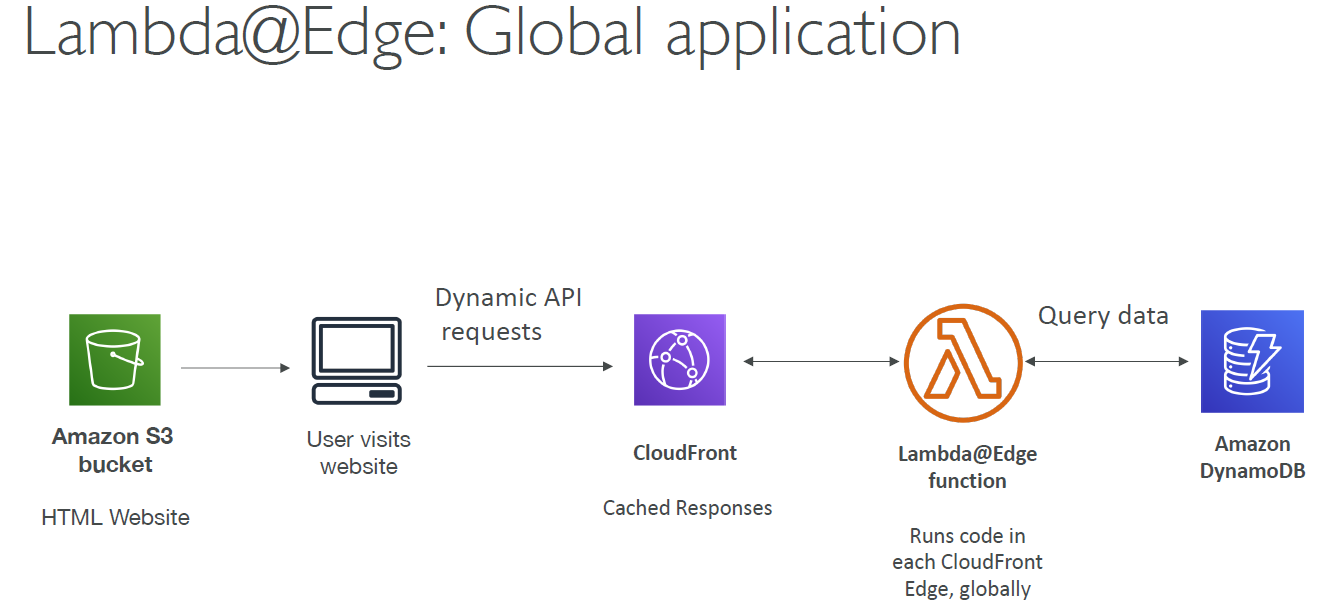 Lambda@Edge: Global application
Dynamic API
requests
Query data
Amazon S3
bucket
HTML Website
User visits
website
CloudFront
Cached Responses
Lambda@Edge
function
Runs code in
each CloudFront
Edge, globally
Amazon
DynamoDB